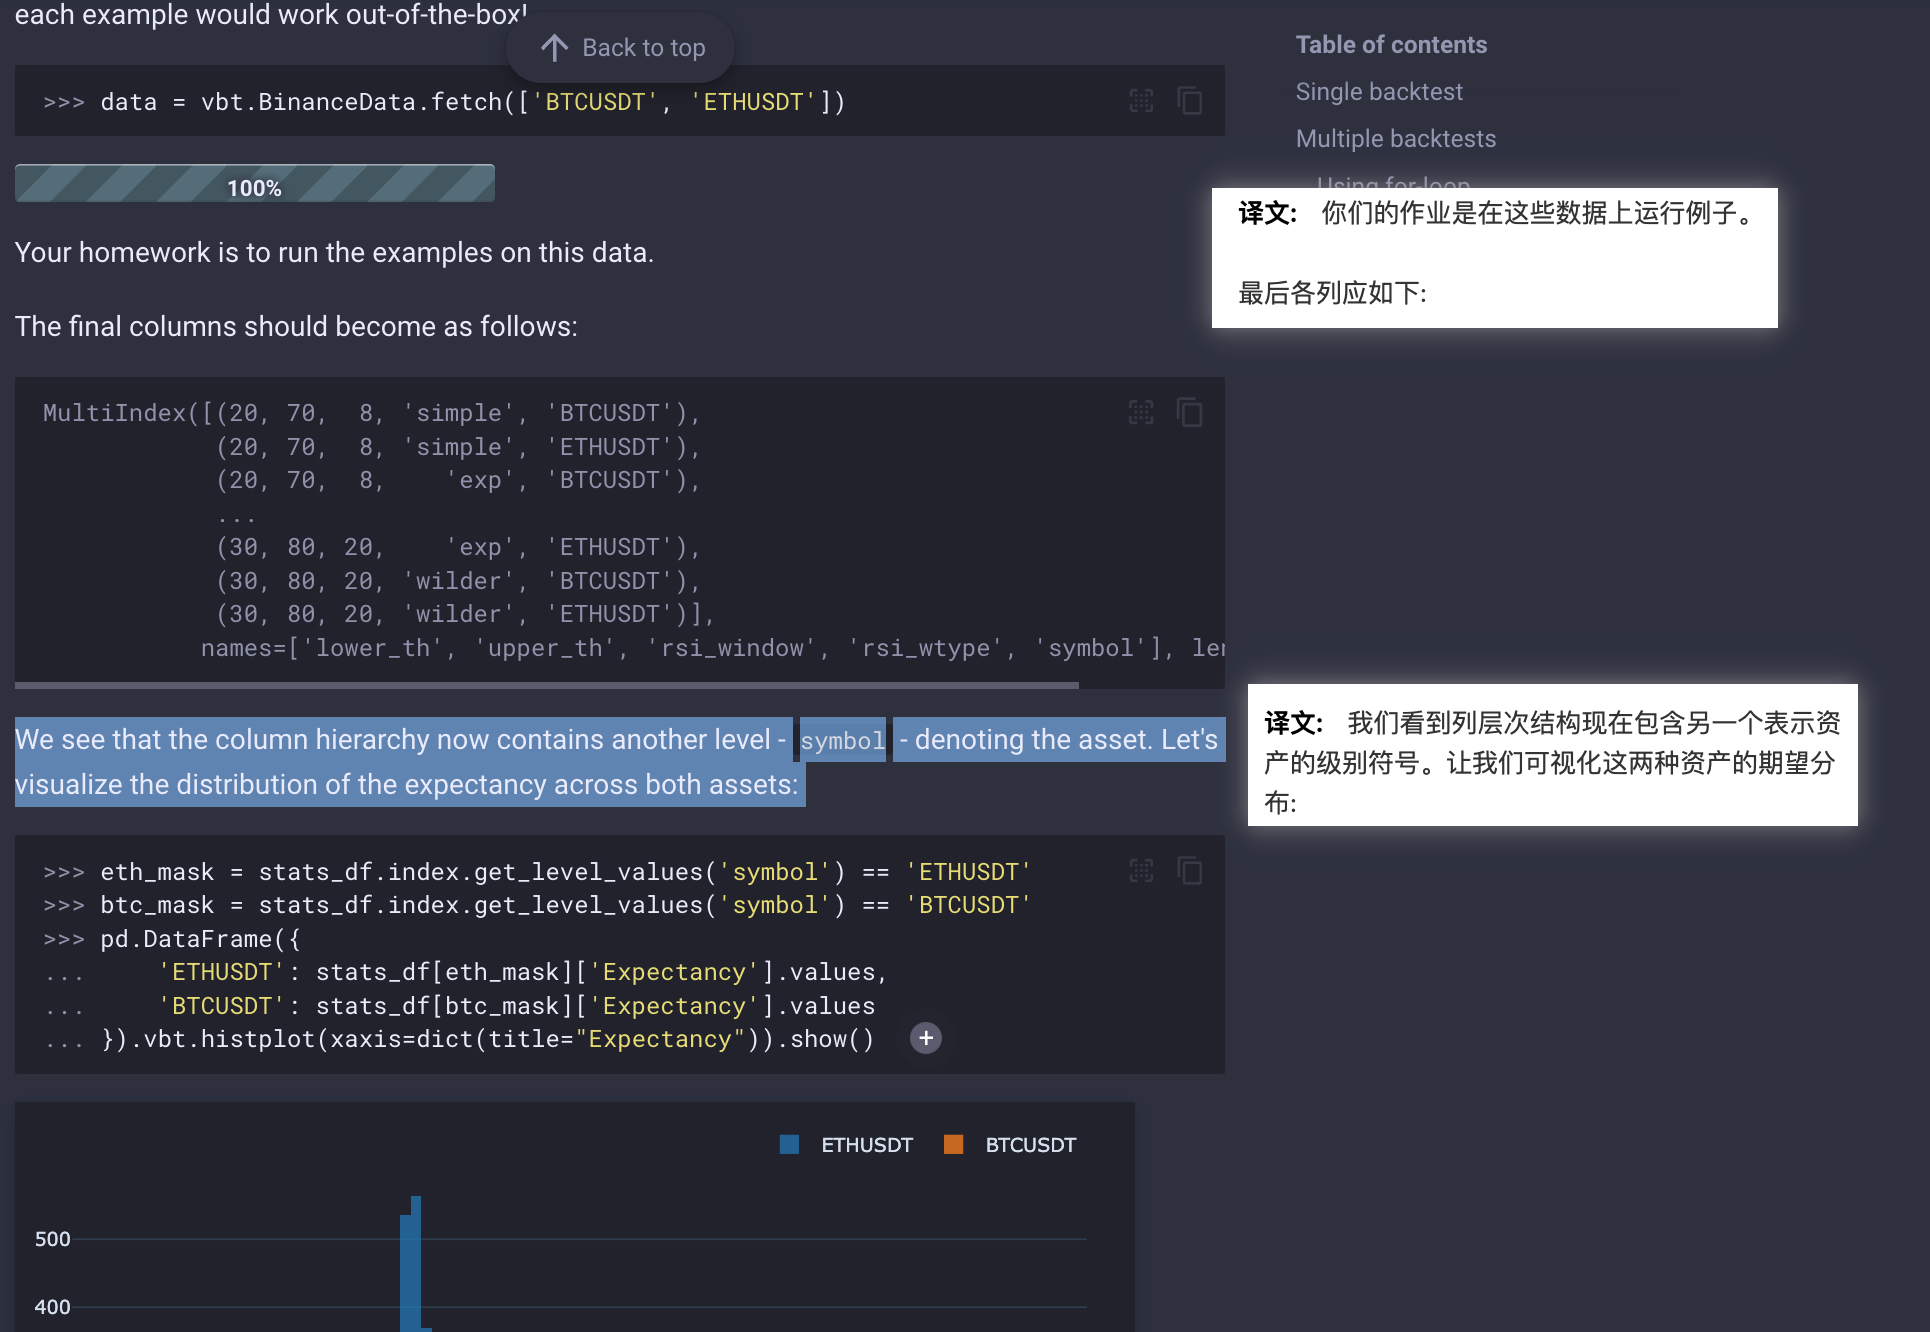 each example would work out-of-the-box!
Back to top
>>> data = vbt.BinanceData.fetch(['BTCUSDT', 'ETHUSDT'])
100%
Your homework is to run the examples on this data.
The final columns should become as follows:
MultiIndex([(20, 70,  8, 'simple', 'BTCUSDT'),
            (20, 70,  8, 'simple', 'ETHUSDT'),
            (20, 70,  8,    'exp', 'BTCUSDT'),
            ...
            (30, 80, 20,    'exp', 'ETHUSDT'),
            (30, 80, 20, 'wilder', 'BTCUSDT'),
            (30, 80, 20, 'wilder', 'ETHUSDT')],
           names=['lower_th', 'upper_th', 'rsi_window', 'rsi_wtype', 'symbol'], len
We see that the column hierarchy now contains another level - symbol - denoting the asset. Let's
visualize the distribution of the expectancy across both assets:
>>> eth_mask = stats_df.index.get_level_values('symbol') == 'ETHUSDT'
>>> btc_mask = stats_df.index.get_level_values('symbol') == 'BTCUSDT'
>>> pd.DataFrame({
...     'ETHUSDT': stats_df[eth_mask]['Expectancy'].values,
...     'BTCUSDT': stats_df[btc_mask]['Expectancy'].values
... }).vbt.histplot(xaxis=dict(title="Expectancy")).show()
ETHUSDT BTCUSDT
500
400
Table of contents
Single backtest
Multiple backtests
Using for-loop
译文: 你们的作业是在这些数据上运行例子。
最后各列应如下:
译文: 我们看到列层次结构现在包含另一个表示资
产的级别符号。让我们可视化这两种资产的期望分
布: